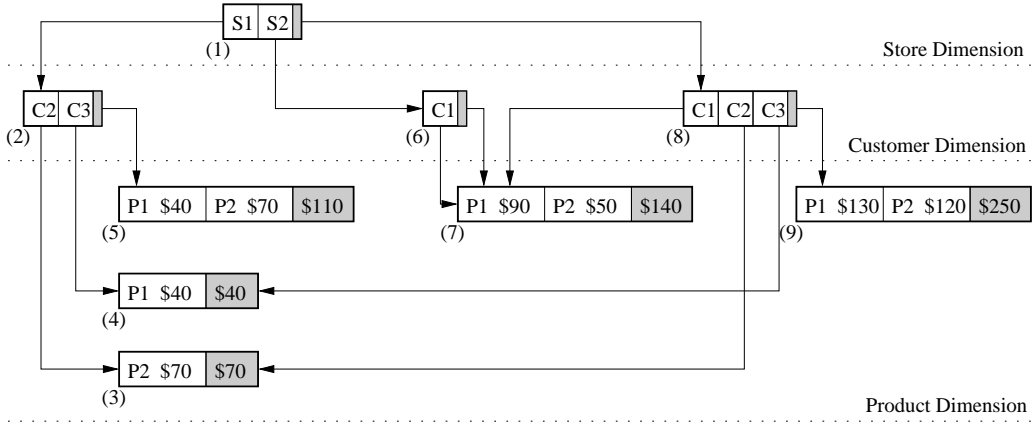 S1 S2
(1)
Store Dimension
C2 C3
(2)
C1
(6)
C1 C2 C3
(8)
Customer Dimension
P1 $40 P2 $70 $110
(5)
P1 $90 P2 $50 $140
(7)
P1 $130 P2 $120 $250
(9)
P1 $40 $40
(4)
P2 $70 $70
(3)
Product Dimension